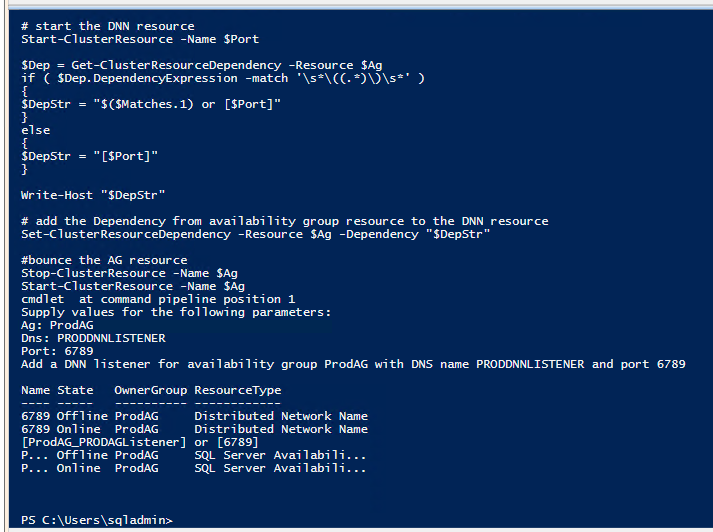 # start the DNN resource
Start-ClusterResource -Name $Port
$Dep = Get-ClusterResourceDependency -Resource $Ag
if ( $Dep.DependencyExpression -match '\s*\((.*)\)\s*' )
{
$DepStr = "$($Matches.1) or [$Port]"
}
else
{
$DepStr = "[$Port]"
}
Write-Host "$DepStr"
# add the Dependency from availability group resource to the DNN resource
Set-ClusterResourceDependency -Resource $Ag -Dependency "$DepStr"
#bounce the AG resource
Stop-ClusterResource -Name $Ag
Start-ClusterResource -Name $Ag
cmdlet  at command pipeline position 1
Supply values for the following parameters:
Ag: ProdAG
Dns: PRODDNNLISTENER
Port: 6789
Add a DNN listener for availability group ProdAG with DNS name PRODDNNLISTENER and port 6789
Name State   OwnerGroup ResourceType
---- -----   ---------- ------------
6789 Offline ProdAG     Distributed Network Name
6789 Online  ProdAG     Distributed Network Name
[ProdAG_PRODAGListener] or [6789]
P... Offline ProdAG     SQL Server Availabili...
P... Online  ProdAG     SQL Server Availabili...
PS C:\Users\sqladmin>